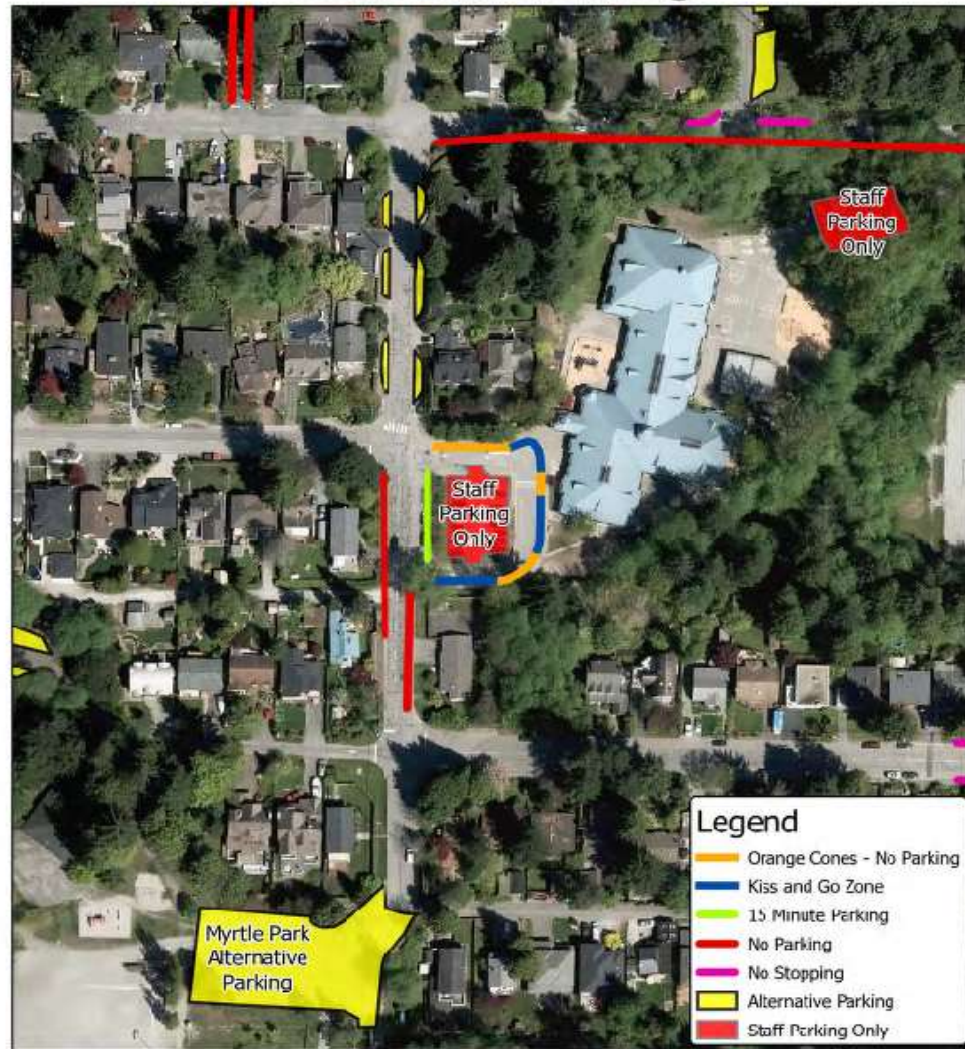 Staff
Parking
Only
Staff
Parking
Only
Myrtle Park
Alternative
Parking
Legend
Orange Cones - No Parking
Kiss and Go Zone
15 Minute Parking
No Parking
No Stopping
Alternative Parking
Staff Parking Only